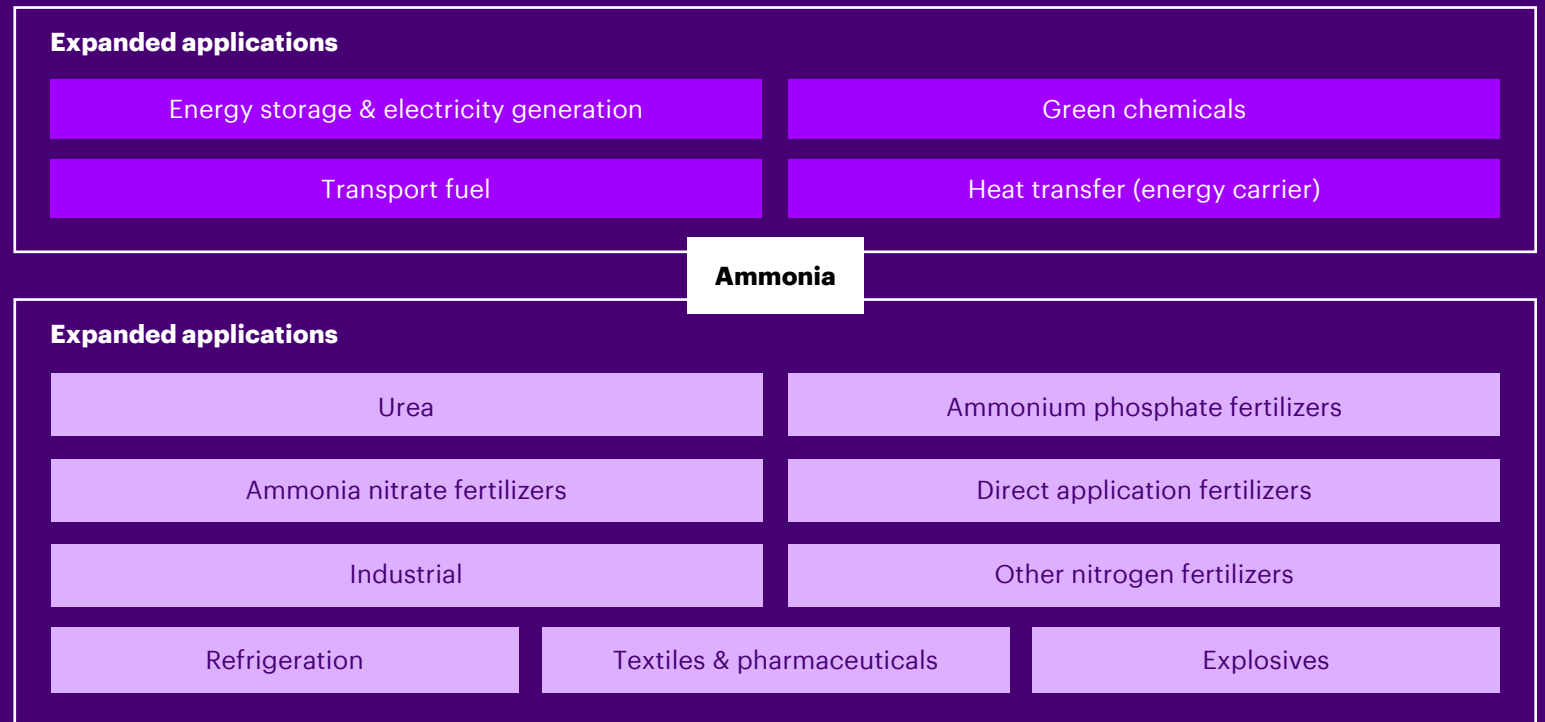 Expanded applications
Energy storage & electricity generation
Green chemicals
Transport fuel
Heat transfer (energy carrier)
Ammonia
Expanded applications
Urea
Ammonium phosphate fertilizers
Ammonia nitrate fertilizers
Direct application fertilizers
Industrial
Other nitrogen fertilizers
Refrigeration
Textiles & pharmaceuticals
Explosives